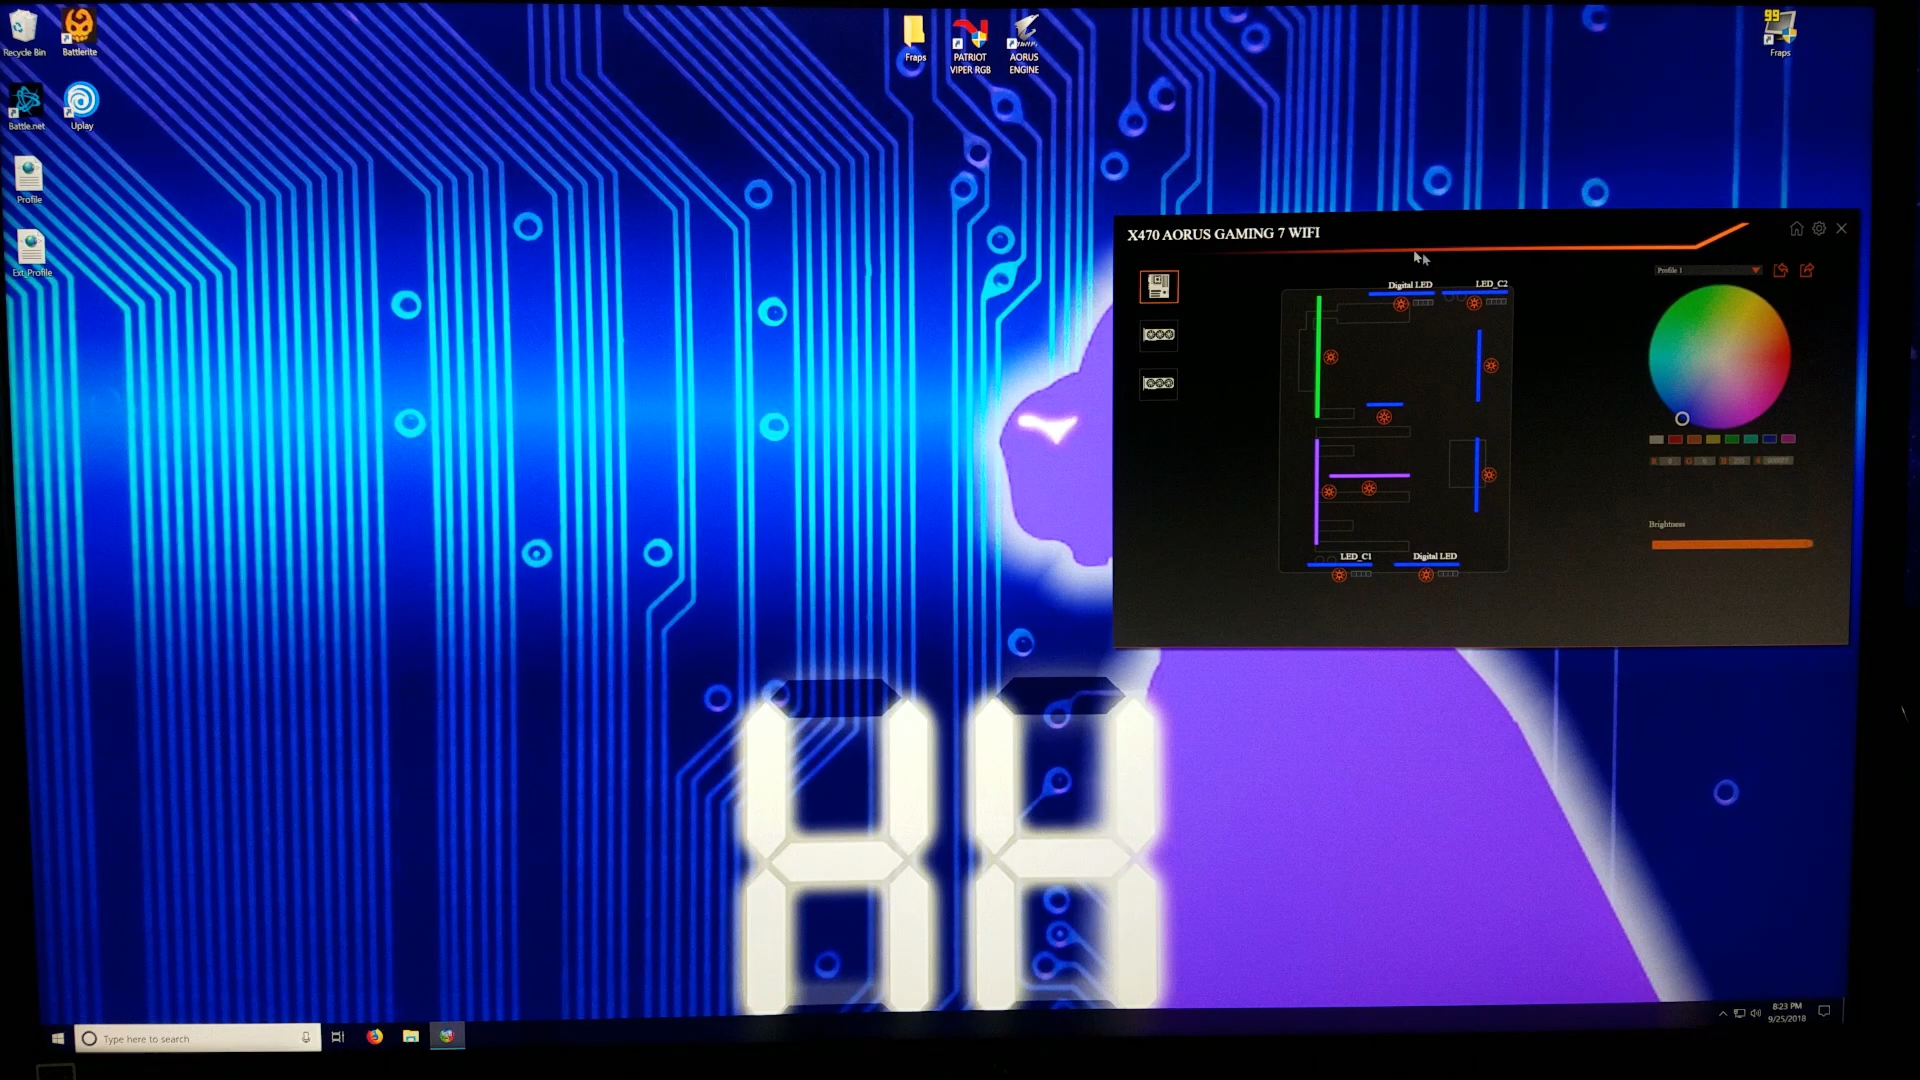 Recycle Bin
Battlerite
Battle.net
Uplay
Profile
Ext Profile
Fraps
PATRIOT
VIPER RGB
AORUS
ENGINE
99
Fraps
X470 AORUS GAMING 7 WIFI
Profile 1
Digital LED
LED_C2
LED_C1
Digital LED
Brightness
Type here to search
8:23 PM
9/25/2018